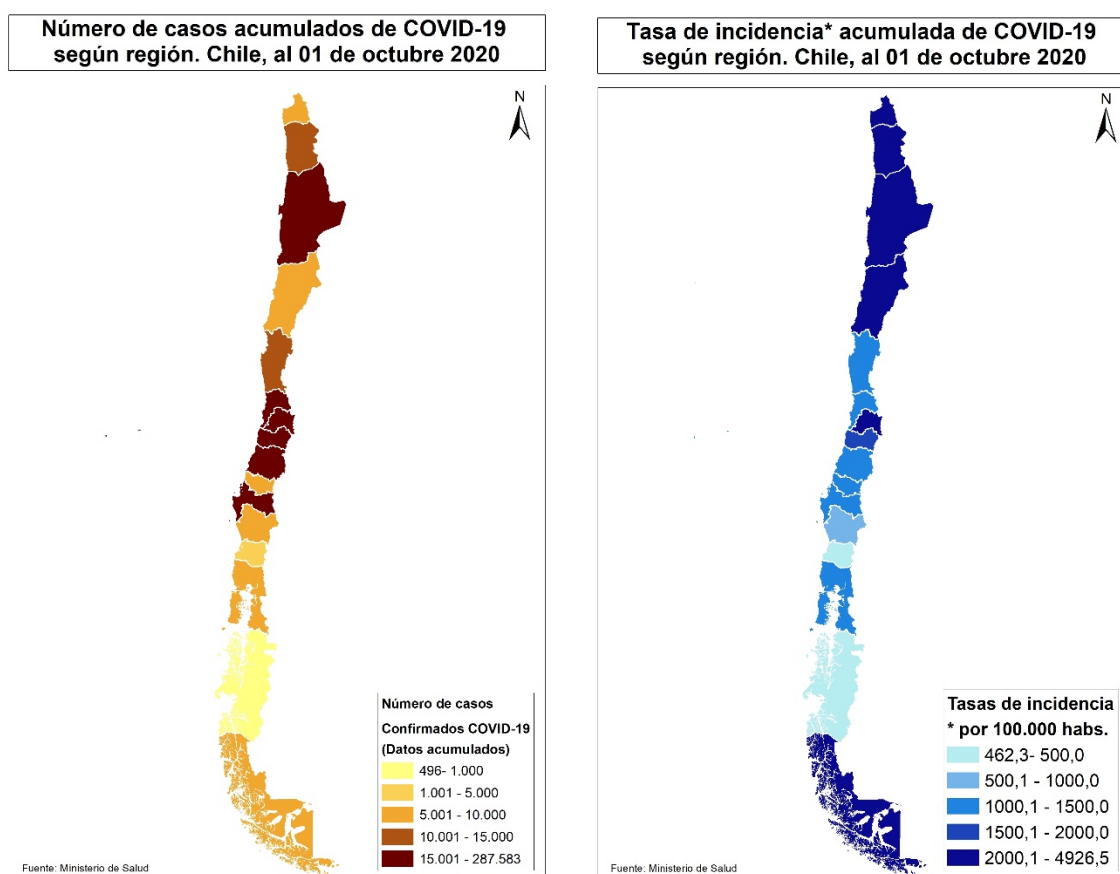 Número de casos acumulados de COVID-19
según región. Chile, al 01 de octubre 2020
N
Número de casos
Confirmados COVID-19
(Datos acumulados)
496- 1.000
1.001 - 5.000
5.001 - 10.000
10.001 - 15.000
15.001 - 287.583
Fuente: Ministerio de Salud
Tasa de incidencia* acumulada de COVID-19
según región. Chile, al 01 de octubre 2020
N
Tasas de incidencia
* por 100.000 habs.
462,3- 500,0
500,1 - 1000,0
1000,1 - 1500,0
1500,1 - 2000,0
2000,1 - 4926,5
Fuente: Ministerio de Salud